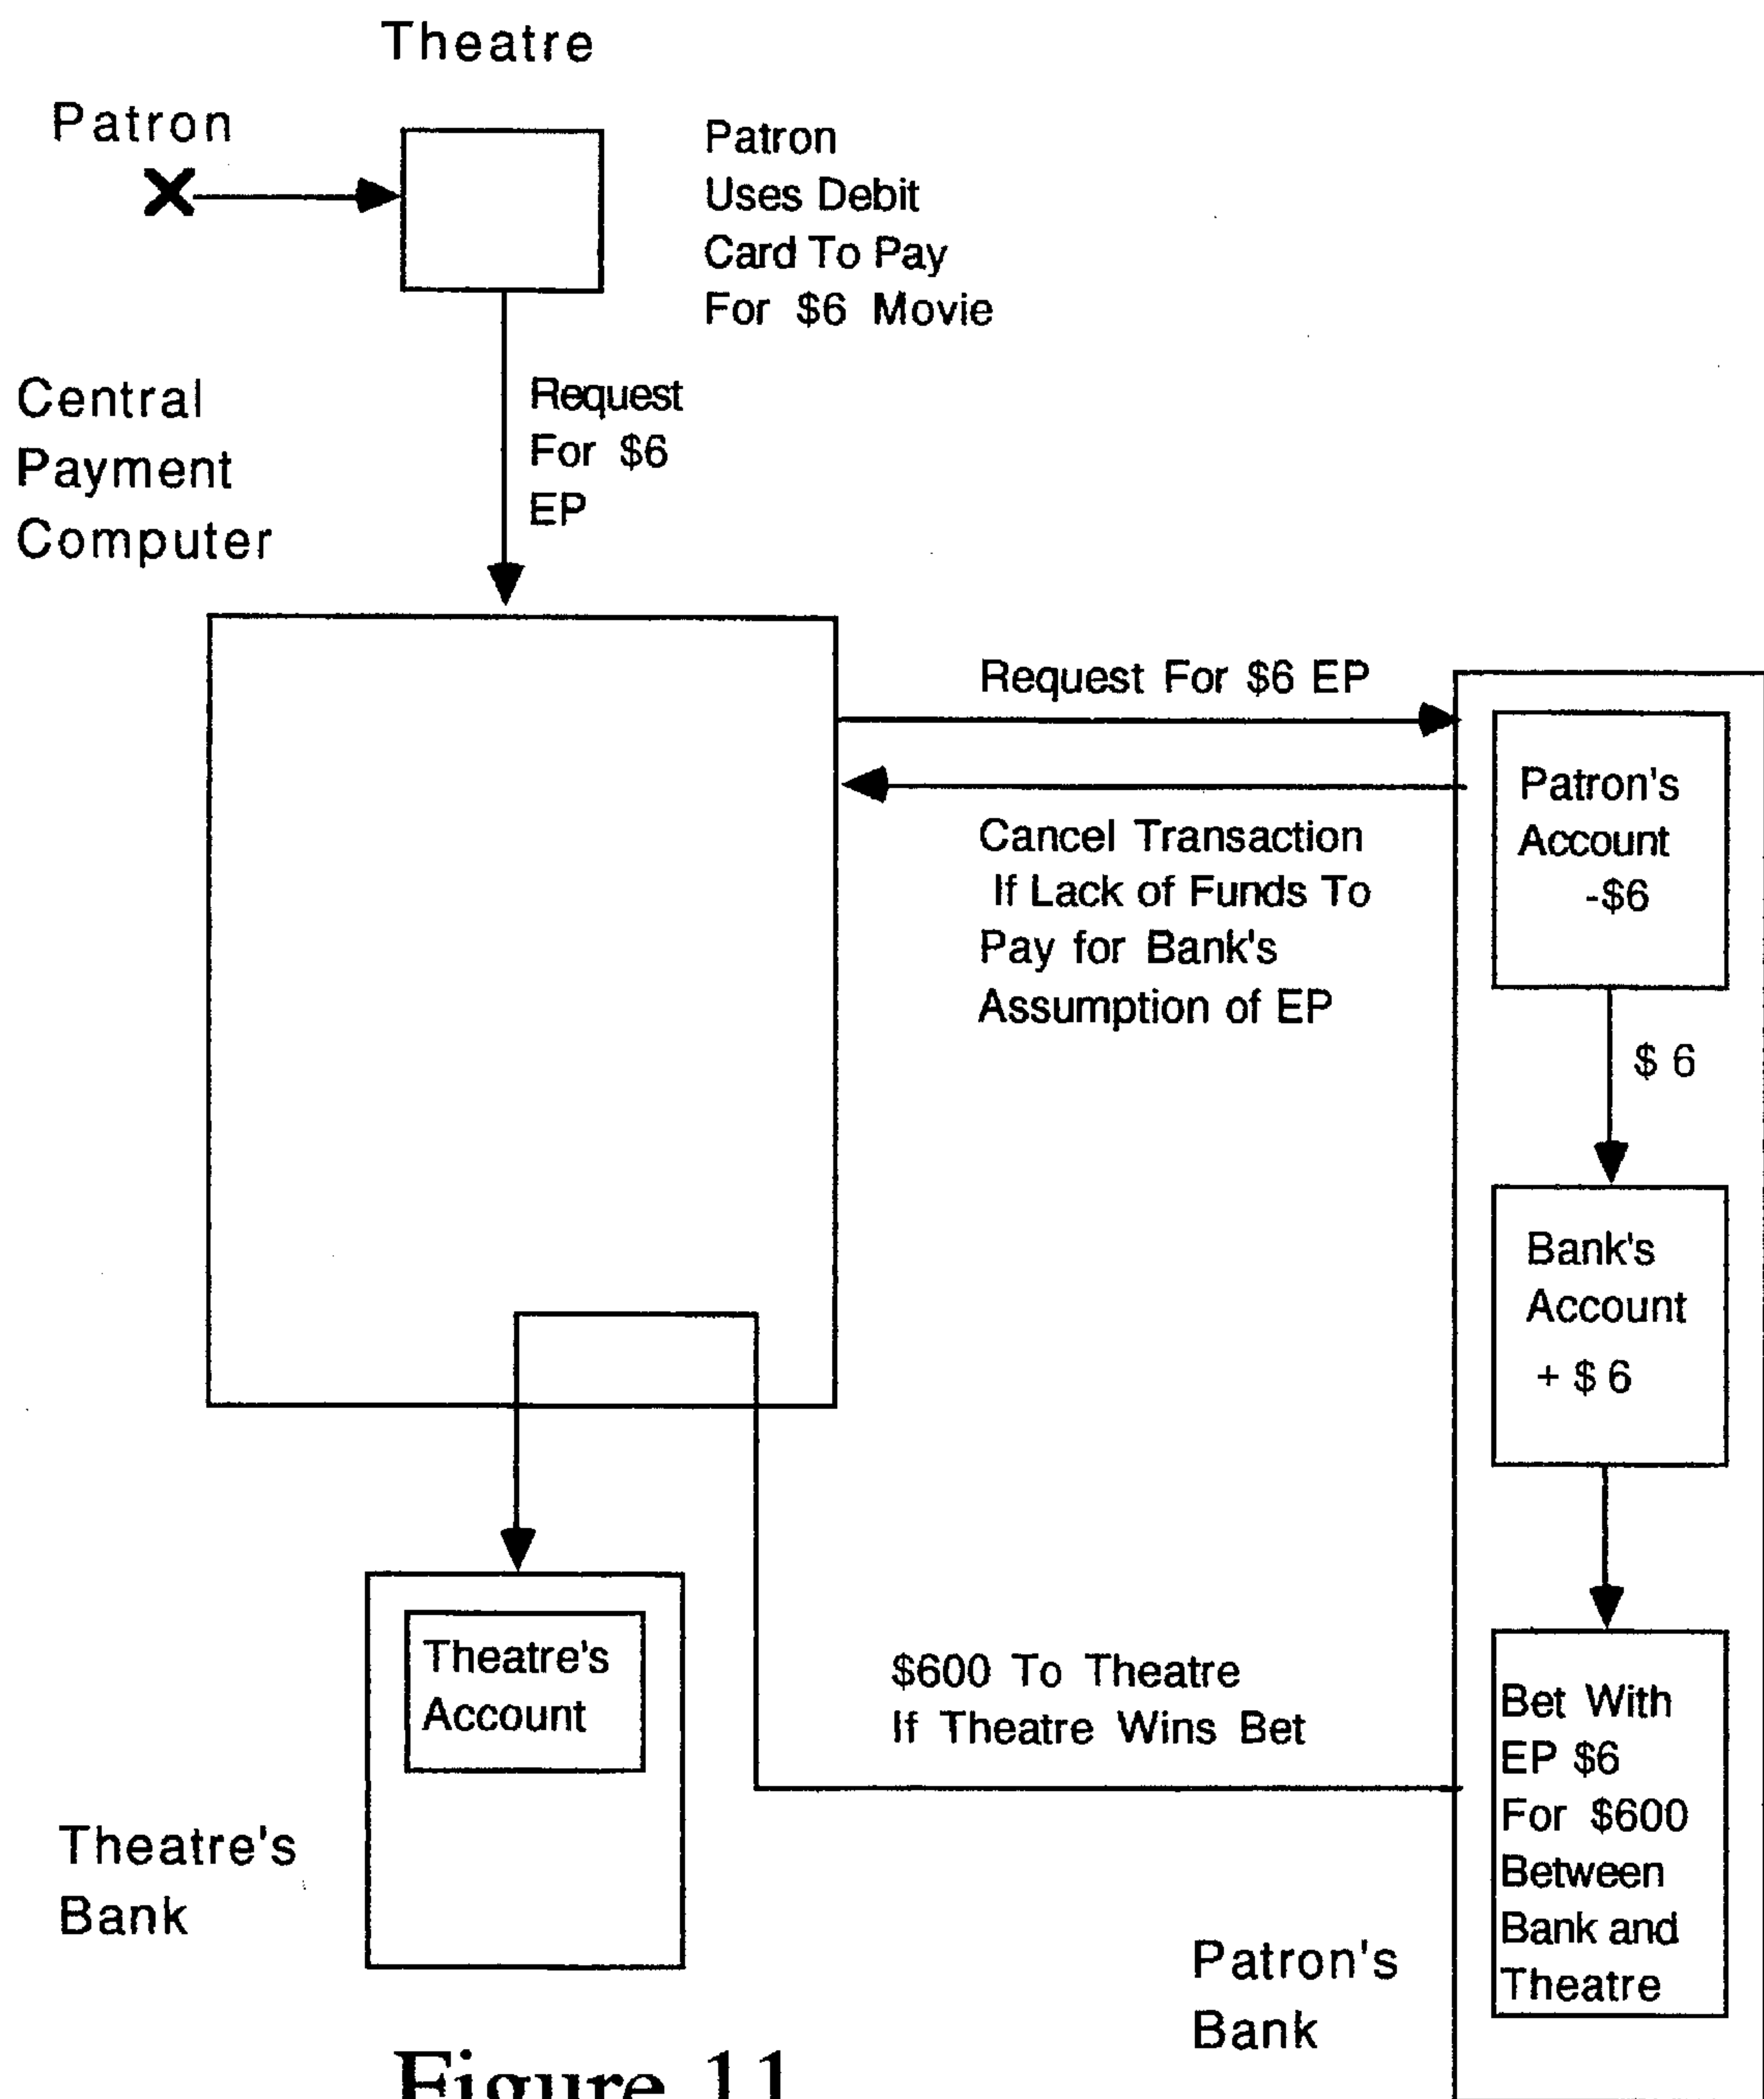 Theatre
Patron
Patron
Uses Debit
Card To Pay
For $6 Movie
Central
Payment
Computer
Request
For $6
EP
Request For $6 EP
Cancel Transaction
If Lack of Funds To
Pay for Bank's
Assumption of EP
Patron's
Account
-$6
$ 6
Bank's
Account
+ $ 6
Theatre's
Account
$600 To Theatre
If Theatre Wins Bet
Bet With
EP $6
For $600
Between
Bank and
Theatre
Theatre's
Bank
Patron's
Bank
Figure 11